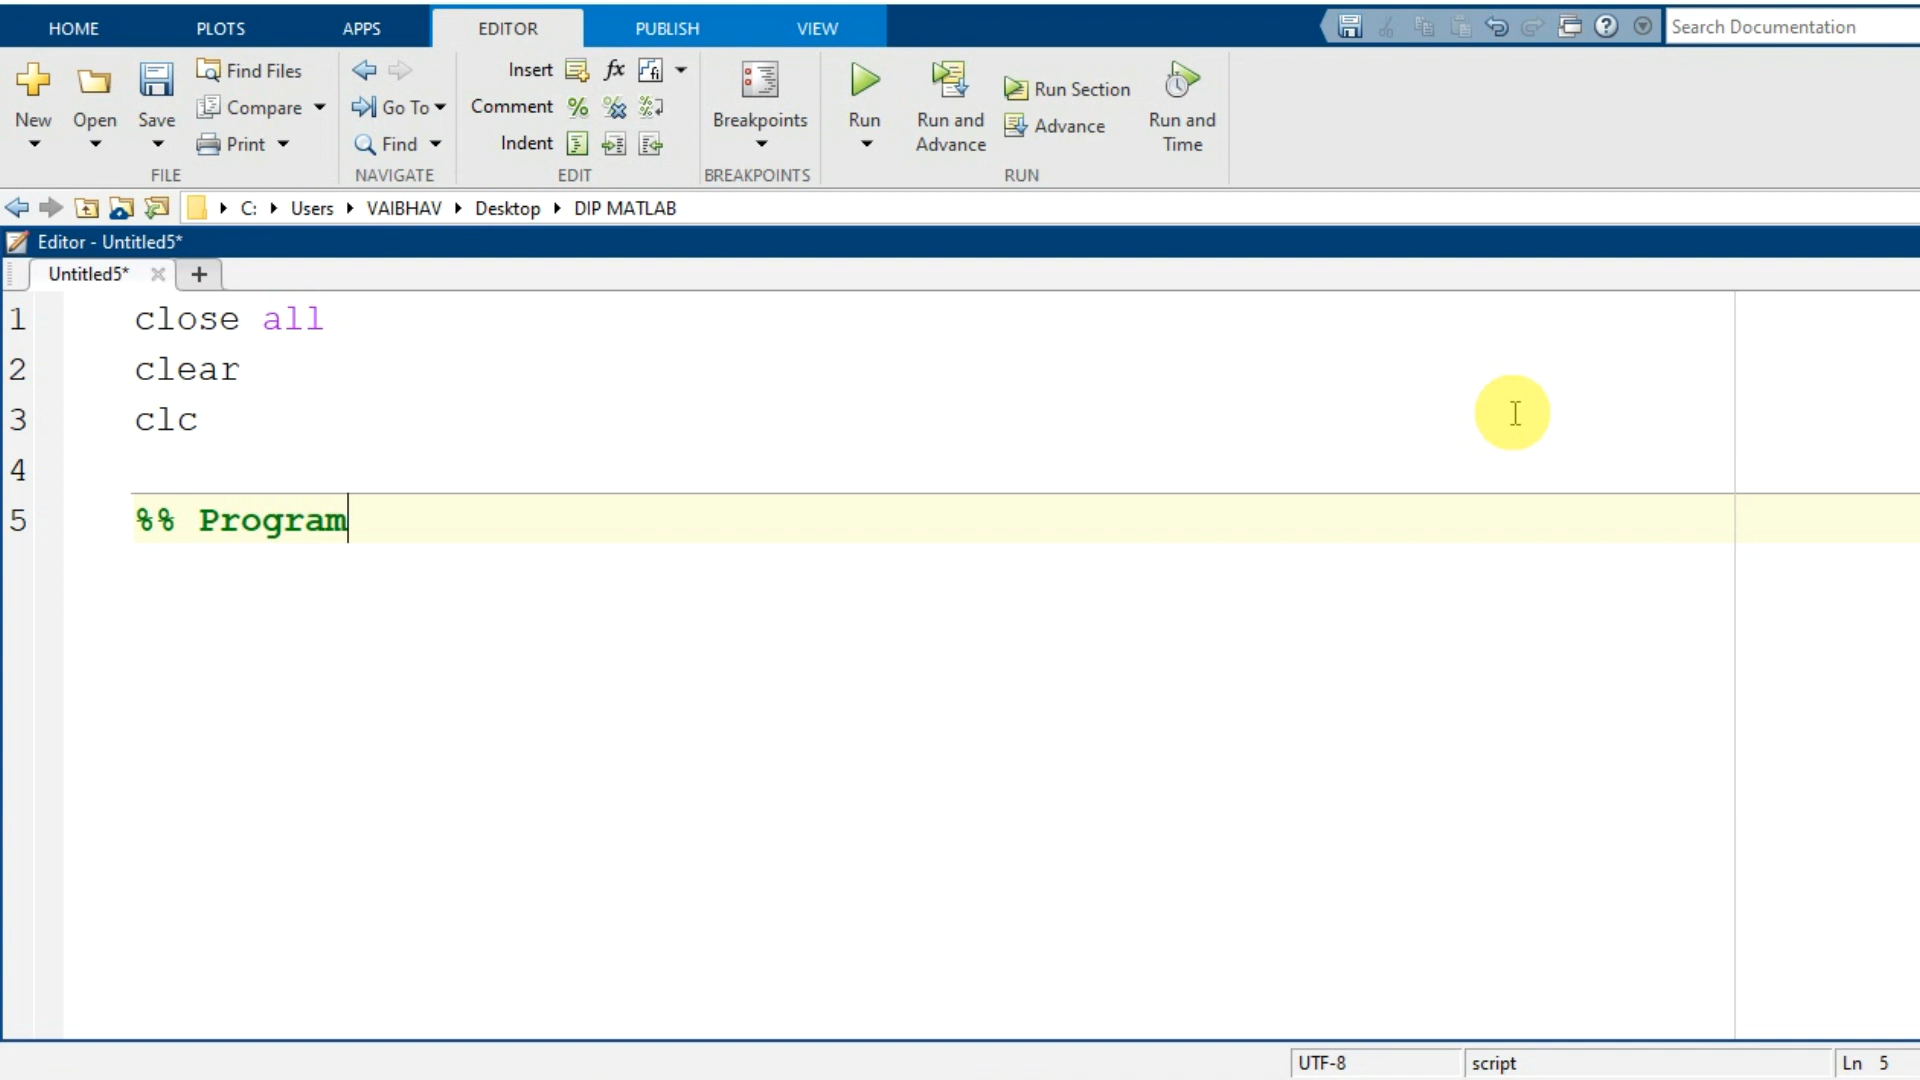 HOME PLOTS APPS EDITOR PUBLISH VIEW Search Documentation
New Open Save Find Files Compare Print FILE
Go To Find NAVIGATE
Insert fx Comment % Indent EDIT
Breakpoints BREAKPOINTS
Run Run and Advance Run Section Advance Run and Time RUN
C: Users VAIBHAV Desktop DIP MATLAB
Editor - Untitled5*
Untitled5* +
1 close all
2 clear
3 clc
4
5 %% Program
UTF-8 script Ln 5